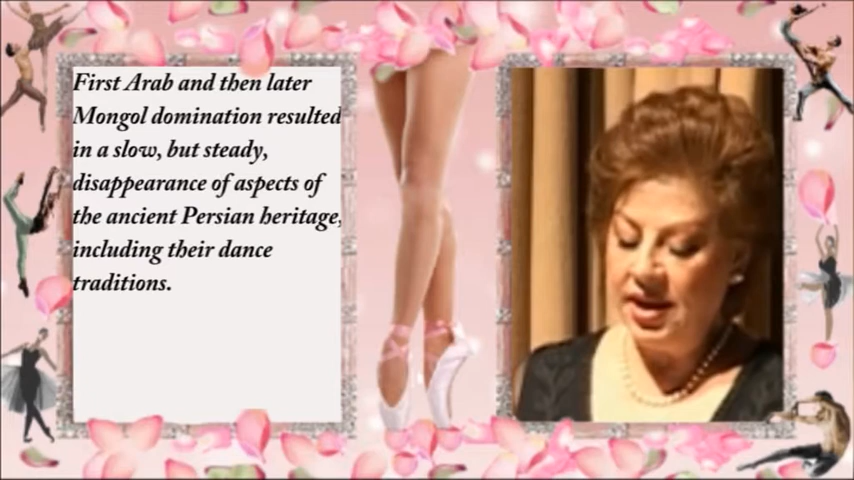 First Arab and then later
Mongol domination resulted
in a slow, but steady,
disappearance of aspects of
the ancient Persian heritage,
including their dance
traditions.